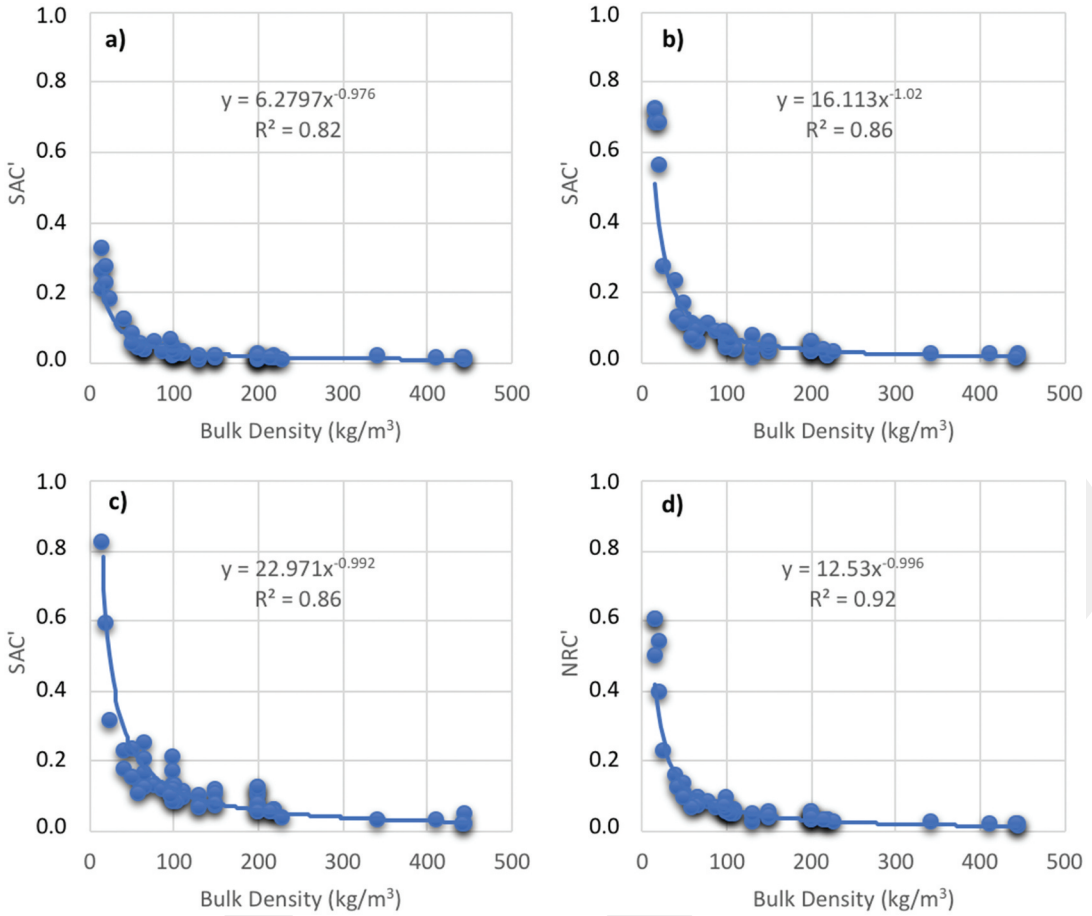 a)
y = 6.2797x^-0.976
R² = 0.82
SAC'
1.0
0.8
0.6
0.4
0.2
0.0
0 100 200 300 400 500
Bulk Density (kg/m³)
b)
y = 16.113x^-1.02
R² = 0.86
SAC'
1.0
0.8
0.6
0.4
0.2
0.0
0 100 200 300 400 500
Bulk Density (kg/m³)
c)
y = 22.971x^-0.992
R² = 0.86
SAC'
1.0
0.8
0.6
0.4
0.2
0.0
0 100 200 300 400 500
Bulk Density (kg/m³)
d)
y = 12.53x^-0.996
R² = 0.92
NRC'
1.0
0.8
0.6
0.4
0.2
0.0
0 100 200 300 400 500
Bulk Density (kg/m³)